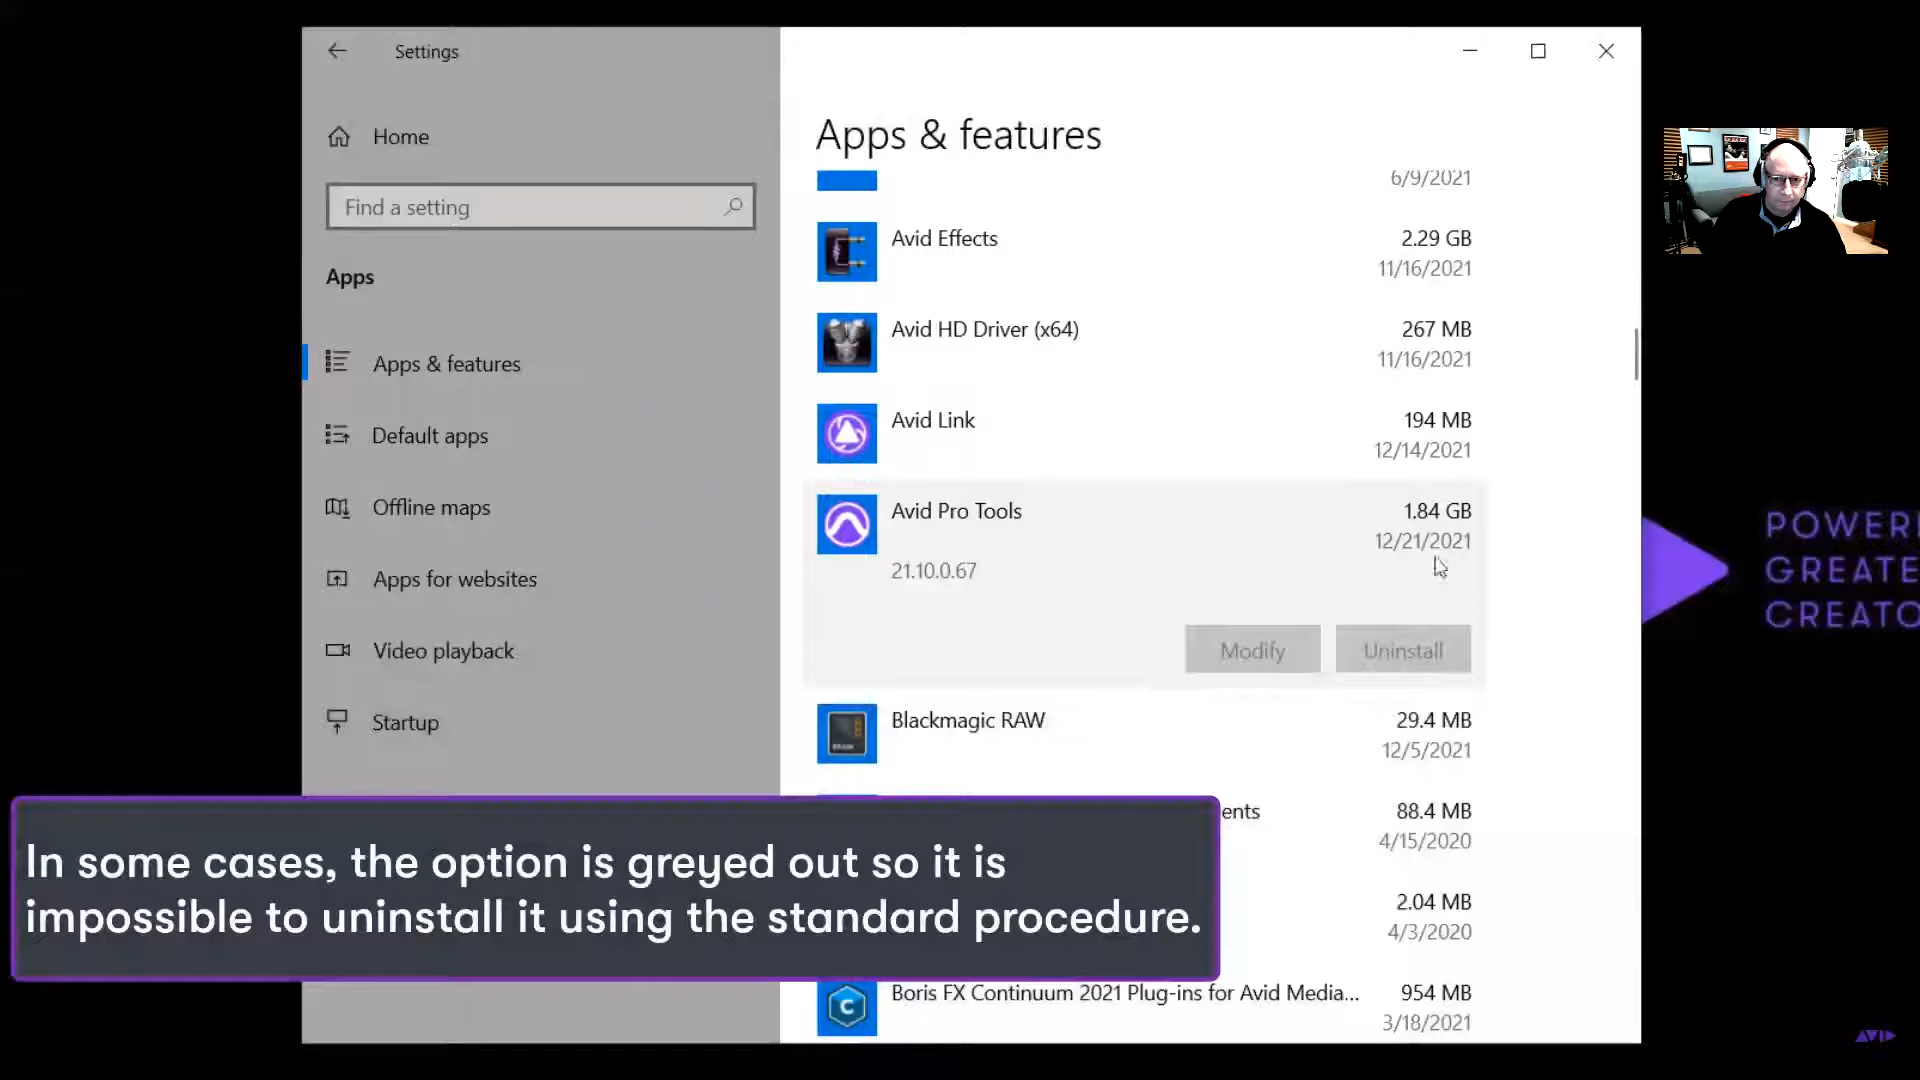 Settings
Home
Find a setting
Apps
Apps & features
Default apps
Offline maps
Apps for websites
Video playback
Startup
Apps & features
6/9/2021
Avid Effects
2.29 GB
11/16/2021
Avid HD Driver (x64)
267 MB
11/16/2021
Avid Link
194 MB
12/14/2021
Avid Pro Tools
1.84 GB
12/21/2021
21.10.0.67
Modify
Uninstall
Blackmagic RAW
29.4 MB
12/5/2021
ents
88.4 MB
4/15/2020
2.04 MB
4/3/2020
Boris FX Continuum 2021 Plug-ins for Avid Media...
954 MB
3/18/2021
In some cases, the option is greyed out so it is
impossible to uninstall it using the standard procedure.
POWERI
GREATE
CREATO
AVID